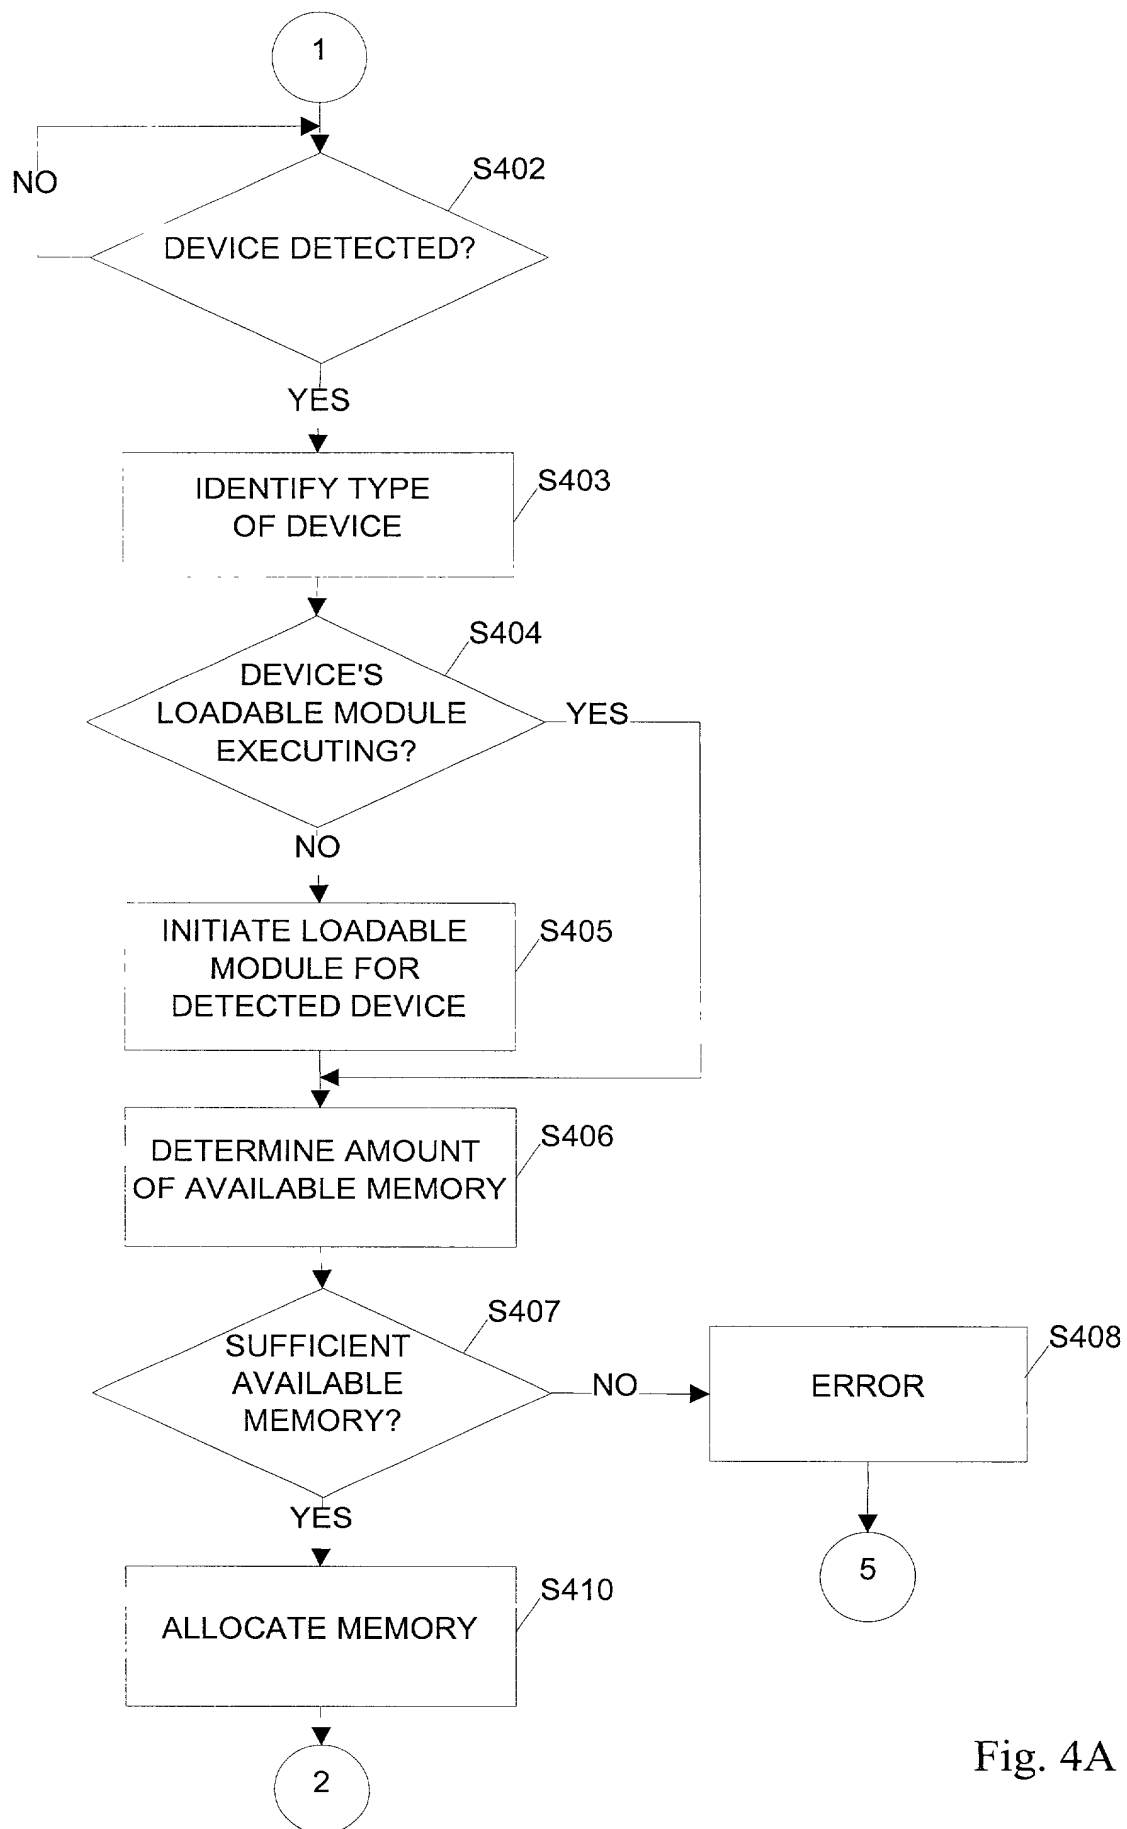 1
NO
S402
DEVICE DETECTED?
YES
S403
IDENTIFY TYPE
OF DEVICE
S404
DEVICE'S
LOADABLE MODULE
EXECUTING?
YES
NO
S405
INITIATE LOADABLE
MODULE FOR
DETECTED DEVICE
S406
DETERMINE AMOUNT
OF AVAILABLE MEMORY
S407
SUFFICIENT
AVAILABLE
MEMORY?
NO
S408
ERROR
YES
5
S410
ALLOCATE MEMORY
2
Fig. 4A